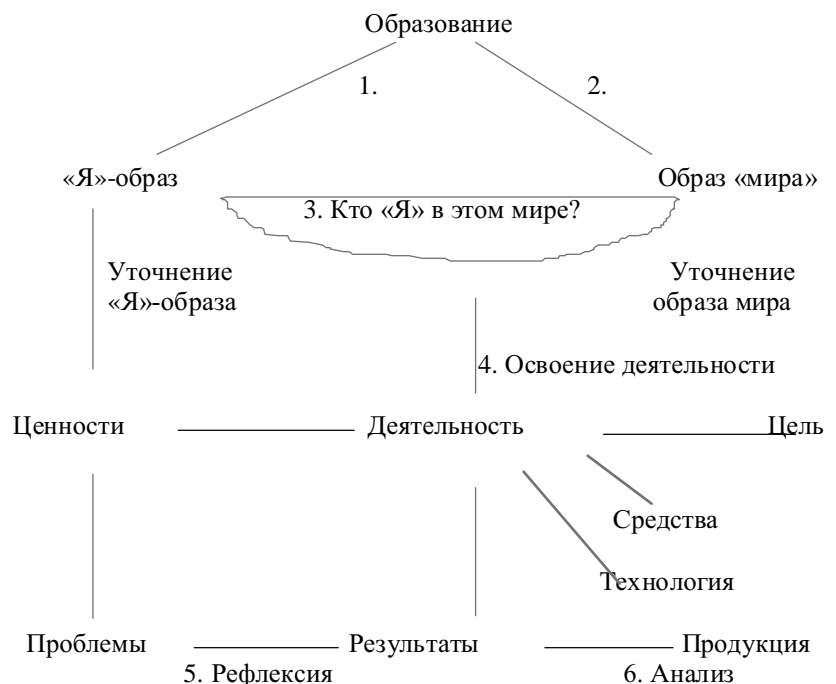 Образование
1. 2.
«Я»-образ Образ «мира»
3. Кто «Я» в этом мире?
Уточнение Уточнение
«Я»-образа образа мира
4. Освоение деятельности
Ценности Деятельность Цель
Средства
Технология
Проблемы Результаты Продукция
5. Рефлексия 6. Анализ